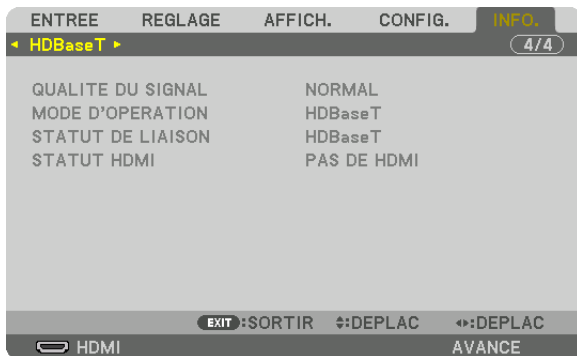 ENTREE REGLAGE AFFICH. CONFIG. INFO.
HDBaseT 4/4
QUALITE DU SIGNAL NORMAL
MODE D'OPERATION HDBaseT
STATUT DE LIAISON HDBaseT
STATUT HDMI PAS DE HDMI
EXIT:SORTIR :DEPLAC :DEPLAC
HDMI AVANCE